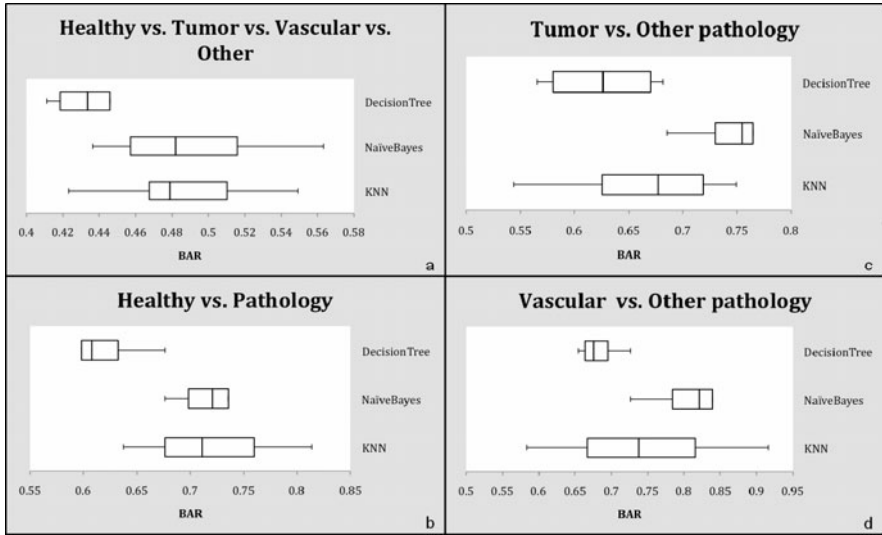 Healthy vs. Tumor vs. Vascular vs.
Other
DecisionTree
NaïveBayes
KNN
0.4 0.42 0.44 0.46 0.48 0.5 0.52 0.54 0.56 0.58
BAR
a
Tumor vs. Other pathology
DecisionTree
NaïveBayes
KNN
0.5 0.55 0.6 0.65 0.7 0.75 0.8
BAR
c
Healthy vs. Pathology
DecisionTree
NaïveBayes
KNN
0.55 0.6 0.65 0.7 0.75 0.8 0.85
BAR
b
Vascular vs. Other pathology
DecisionTree
NaïveBayes
KNN
0.5 0.55 0.6 0.65 0.7 0.75 0.8 0.85 0.9 0.95
BAR
d